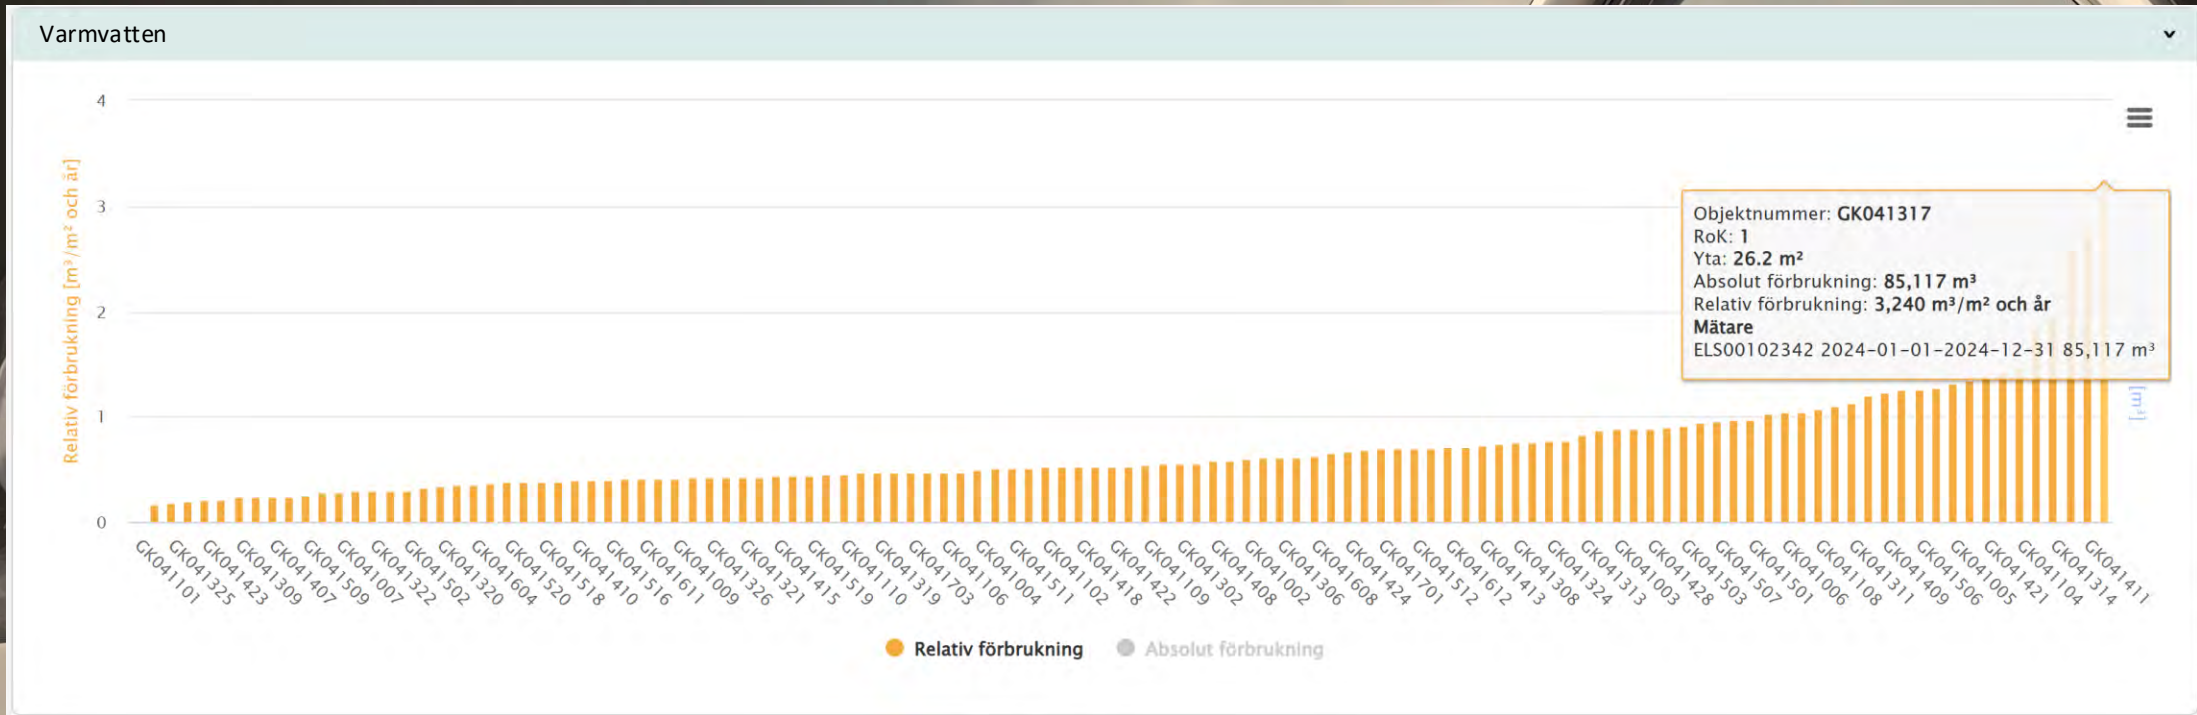 Varmvatten
Relativ förbrukning [m³/m² och år]
4
3
2
1
0
Objektnummer: GK041317
RoK: 1
Yta: 26.2 m²
Absolut förbrukning: 85,117 m³
Relativ förbrukning: 3,240 m³/m² och år
Mätare
ELS00102342 2024-01-01-2024-12-31 85,117 m³
[m³]
GK041101
GK041325
GK041423
GK041309
GK041407
GK041509
GK041007
GK041322
GK041502
GK041320
GK041604
GK041520
GK041518
GK041410
GK041516
GK041611
GK041009
GK041326
GK041321
GK041415
GK041519
GK041110
GK041319
GK041703
GK041106
GK041004
GK041511
GK041102
GK041418
GK041422
GK041109
GK041302
GK041408
GK041002
GK041306
GK041608
GK041424
GK041701
GK041512
GK041612
GK041413
GK041308
GK041324
GK041313
GK041003
GK041428
GK041503
GK041507
GK041501
GK041006
GK041108
GK041311
GK041409
GK041506
GK041005
GK041421
GK041104
GK041314
GK041411
Relativ förbrukning
Absolut förbrukning